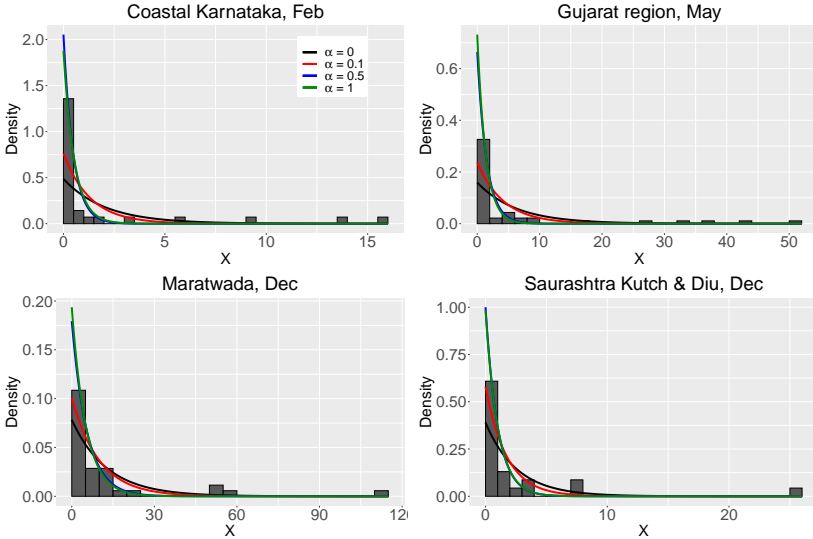 Coastal Karnataka, Feb
Density
2.0
1.5
1.0
0.5
0.0
α = 0
α = 0.1
α = 0.5
α = 1
0 5 10 15
X
Gujarat region, May
Density
0.6
0.4
0.2
0.0
0 10 20 30 40 50
X
Maratwada, Dec
Density
0.20
0.15
0.10
0.05
0.00
0 30 60 90 120
X
Saurashtra Kutch & Diu, Dec
Density
1.00
0.75
0.50
0.25
0.00
0 10 20
X